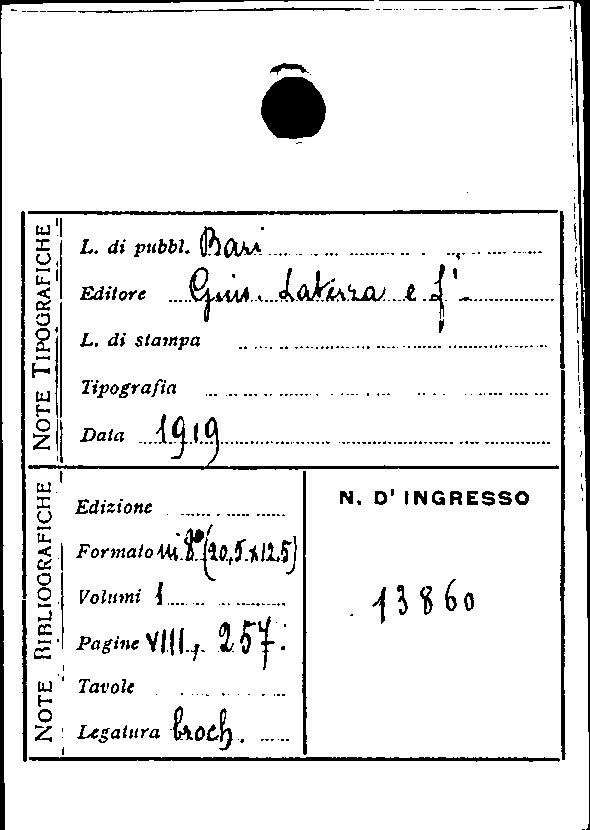 NOTE TIPOGRAFICHE
L. di pubbl. Bari
Editore Gius. Laterza e f.i
L. di stampa
Tipografia
Data 1919
NOTE BIBLIOGRAFICHE
Edizione
Formato in 8º (20,5 x 12,5)
Volumi 1
Pagine VIII, 257.
Tavole
Legatura broch.
N. D' INGRESSO
13860